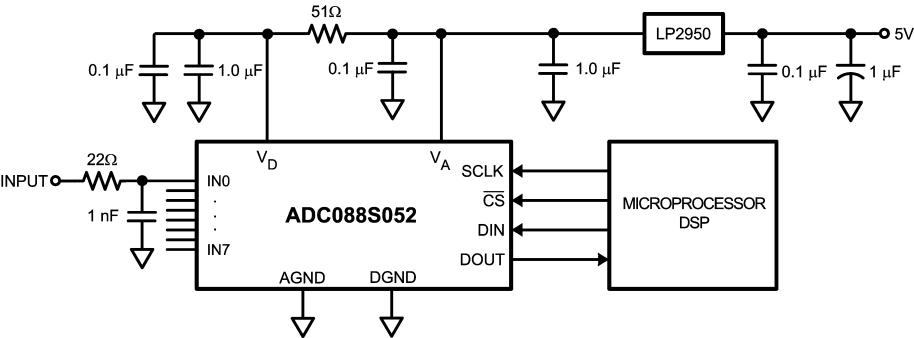 51Ω
LP2950
5V
0.1 µF
1.0 µF
0.1 µF
1.0 µF
0.1 µF
1 µF
V_D
V_A
22Ω
INPUT
IN0
SCLK
1 nF
.
.
.
ADC088S052
CS
MICROPROCESSOR
DSP
DIN
IN7
DOUT
AGND
DGND